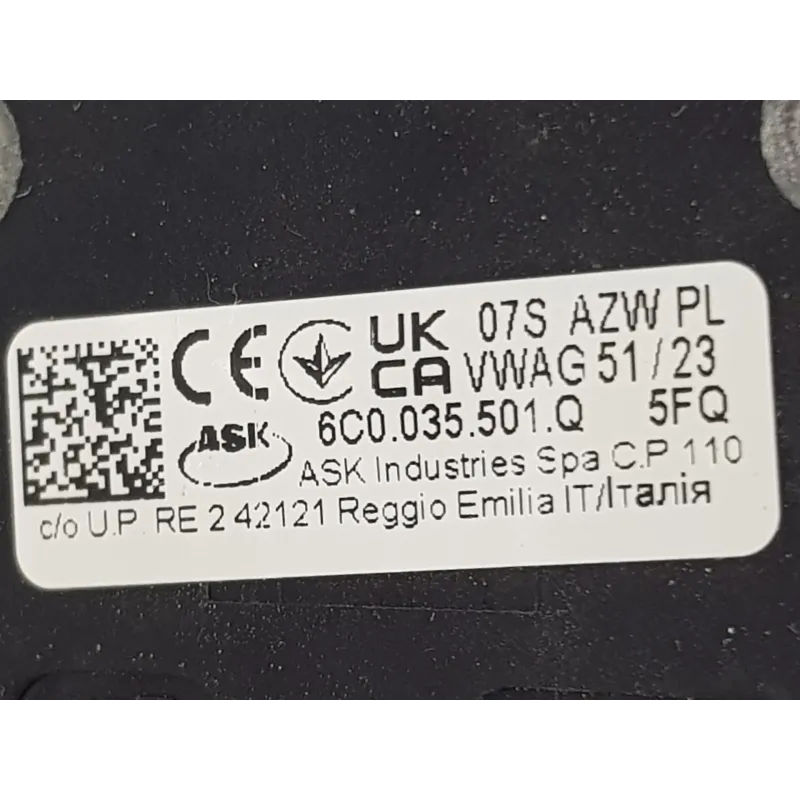 CE UK CA 07S AZW PL
VWAG 51/23
ASK 6C0.035.501.Q 5FQ
ASK Industries Spa C.P 110
c/o U.P. RE 2 42121 Reggio Emilia IT/Італія